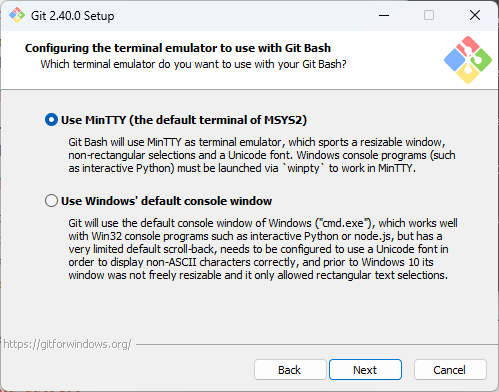 Git 2.40.0 Setup
Configuring the terminal emulator to use with Git Bash
Which terminal emulator do you want to use with your Git Bash?
Use MinTTY (the default terminal of MSYS2)
Git Bash will use MinTTY as terminal emulator, which sports a resizable window,
non-rectangular selections and a Unicode font. Windows console programs (such
as interactive Python) must be launched via `winpty` to work in MinTTY.
Use Windows' default console window
Git will use the default console window of Windows ("cmd.exe"), which works well
with Win32 console programs such as interactive Python or node.js, but has a
very limited default scroll-back, needs to be configured to use a Unicode font in
order to display non-ASCII characters correctly, and prior to Windows 10 its
window was not freely resizable and it only allowed rectangular text selections.
https://gitforwindows.org/
Back Next Cancel